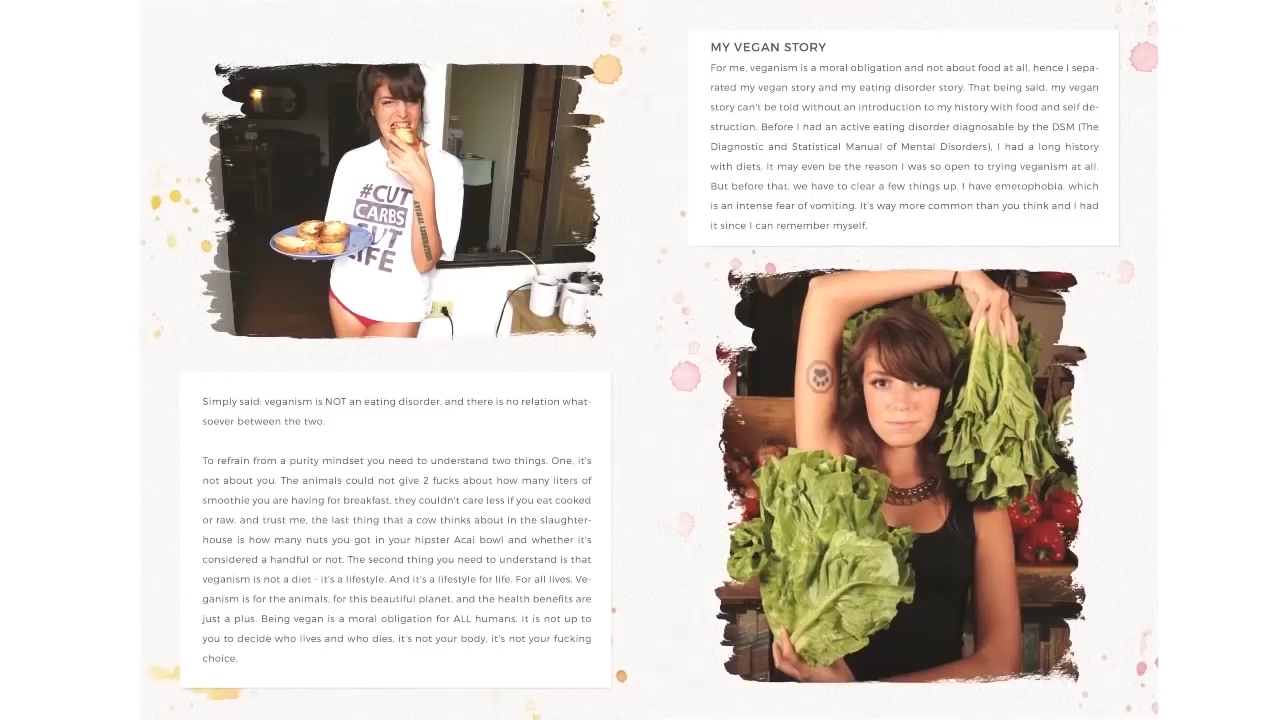 #CUT
CARBS
CUT
LIFE
Simply said: veganism is NOT an eating disorder, and there is no relation what-
soever between the two.
To refrain from a purity mindset you need to understand two things. One, it's
not about you. The animals could not give 2 fucks about how many liters of
smoothie you are having for breakfast, they couldn't care less if you eat cooked
or raw, and trust me, the last thing that a cow thinks about in the slaughter-
house is how many nuts you got in your hipster Acai bowl and whether it's
considered a handful or not. The second thing you need to understand is that
veganism is not a diet - it's a lifestyle. And it's a lifestyle for life. For all lives. Ve-
ganism is for the animals, for this beautiful planet, and the health benefits are
just a plus. Being vegan is a moral obligation for ALL humans. It is not up to
you to decide who lives and who dies, it's not your body, it's not your fucking
choice.
MY VEGAN STORY
For me, veganism is a moral obligation and not about food at all, hence I sepa-
rated my vegan story and my eating disorder story. That being said, my vegan
story can't be told without an introduction to my history with food and self de-
struction. Before I had an active eating disorder diagnosable by the DSM (The
Diagnostic and Statistical Manual of Mental Disorders), I had a long history
with diets. It may even be the reason I was so open to trying veganism at all.
But before that, we have to clear a few things up. I have emetophobia, which
is an intense fear of vomiting. It's way more common than you think and I had
it since I can remember myself.